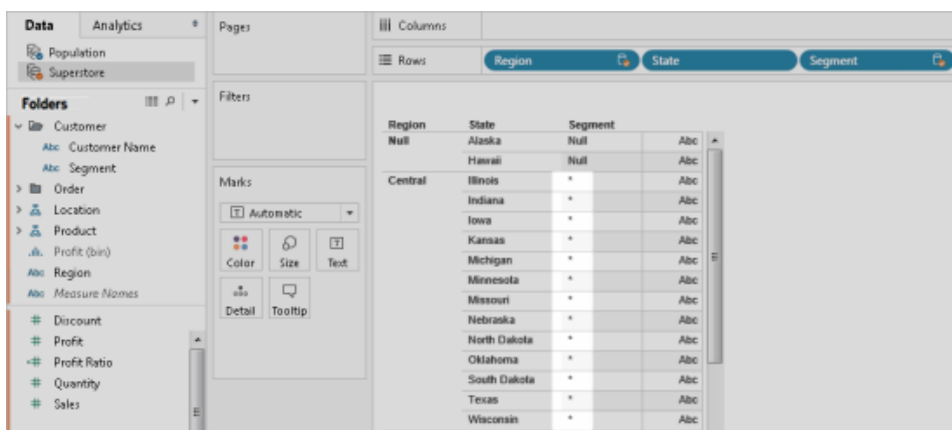 Data Analytics
Population
Superstore
Folders
Customer
Abc Customer Name
Abc Segment
Order
Location
Product
Profit (bin)
Abc Region
Abc Measure Names
# Discount
# Profit
=# Profit Ratio
# Quantity
# Sales
Pages
Filters
Marks
T Automatic
Color Size Text
Detail Tooltip
Columns
Rows Region State Segment
Region State Segment
Null Alaska Null Abc
Hawaii Null Abc
Central Illinois * Abc
Indiana * Abc
Iowa * Abc
Kansas * Abc
Michigan * Abc
Minnesota * Abc
Missouri * Abc
Nebraska * Abc
North Dakota * Abc
Oklahoma * Abc
South Dakota * Abc
Texas * Abc
Wisconsin * Abc